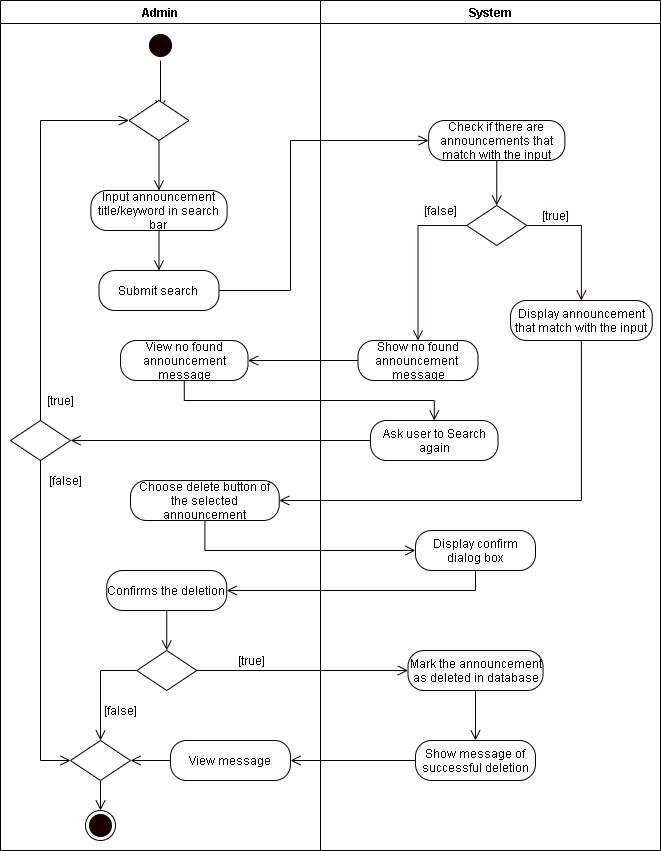 Admin
System
Check if there are
announcements that
match with the input
Input announcement
title/keyword in search
bar
[false]
[true]
Submit search
Display announcement
that match with the input
View no found
announcement
message
Show no found
announcement
message
[true]
Ask user to Search
again
[false]
Choose delete button of
the selected
announcement
Display confirm
dialog box
Confirms the deletion
[true]
Mark the announcement
as deleted in database
[false]
View message
Show message of
successful deletion